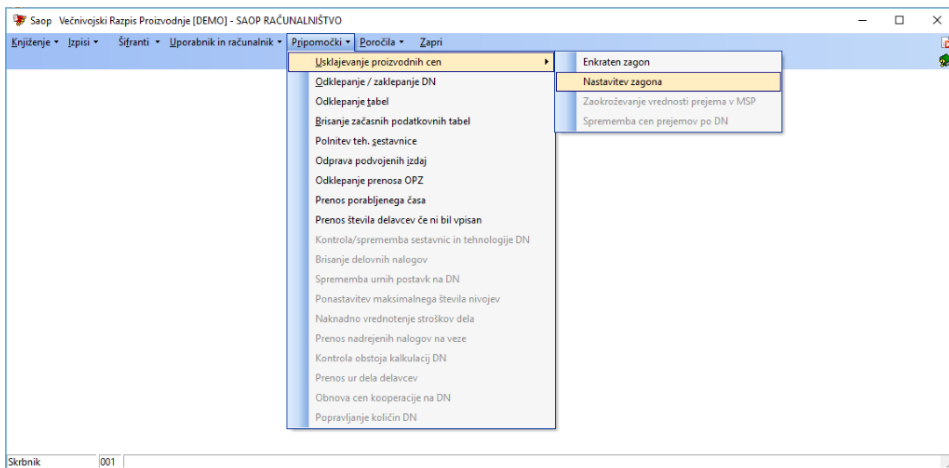 Saop Večnivojski Razpis Proizvodnje [DEMO] - SAOP RAČUNALNIŠTVO
Knjiženje Izpisi Šifranti Uporabnik in računalnik Pripomočki Poročila Zapri
Usklajevanje proizvodnih cen
Odklepanje / zaklepanje DN
Odklepanje tabel
Brisanje začasnih podatkovnih tabel
Polnitev teh. sestavnice
Odprava podvojenih izdaj
Odklepanje prenosa OPZ
Prenos porabljenega časa
Prenos števila delavcev če ni bil vpisan
Kontrola/sprememba sestavnic in tehnologije DN
Brisanje delovnih nalogov
Sprememba urnih postavk na DN
Ponastavitev maksimalnega števila nivojev
Naknadno vrednotenje stroškov dela
Prenos nadrejenih nalogov na veze
Kontrola obstoja kalkulacij DN
Prenos ur dela delavcev
Obnova cen kooperacije na DN
Popravljanje količin DN
Enkraten zagon
Nastavitev zagona
Zaokroževanje vrednosti prejema v MSP
Sprememba cen prejemov po DN
Skrbnik 001